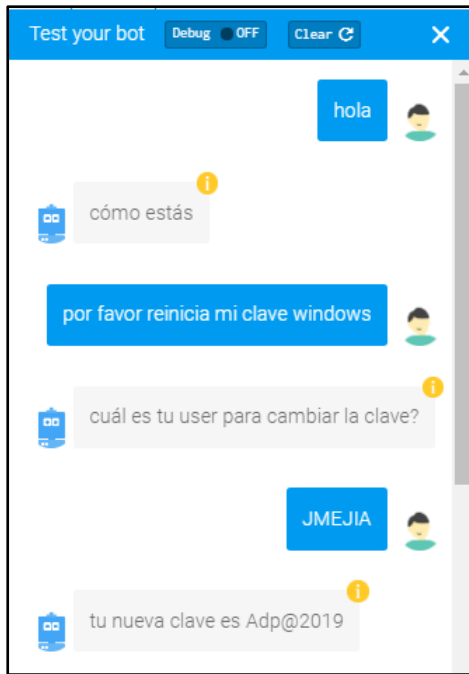 Test your bot Debug OFF Clear
hola
cómo estás
por favor reinicia mi clave windows
cuál es tu user para cambiar la clave?
JMEJIA
tu nueva clave es Adp@2019